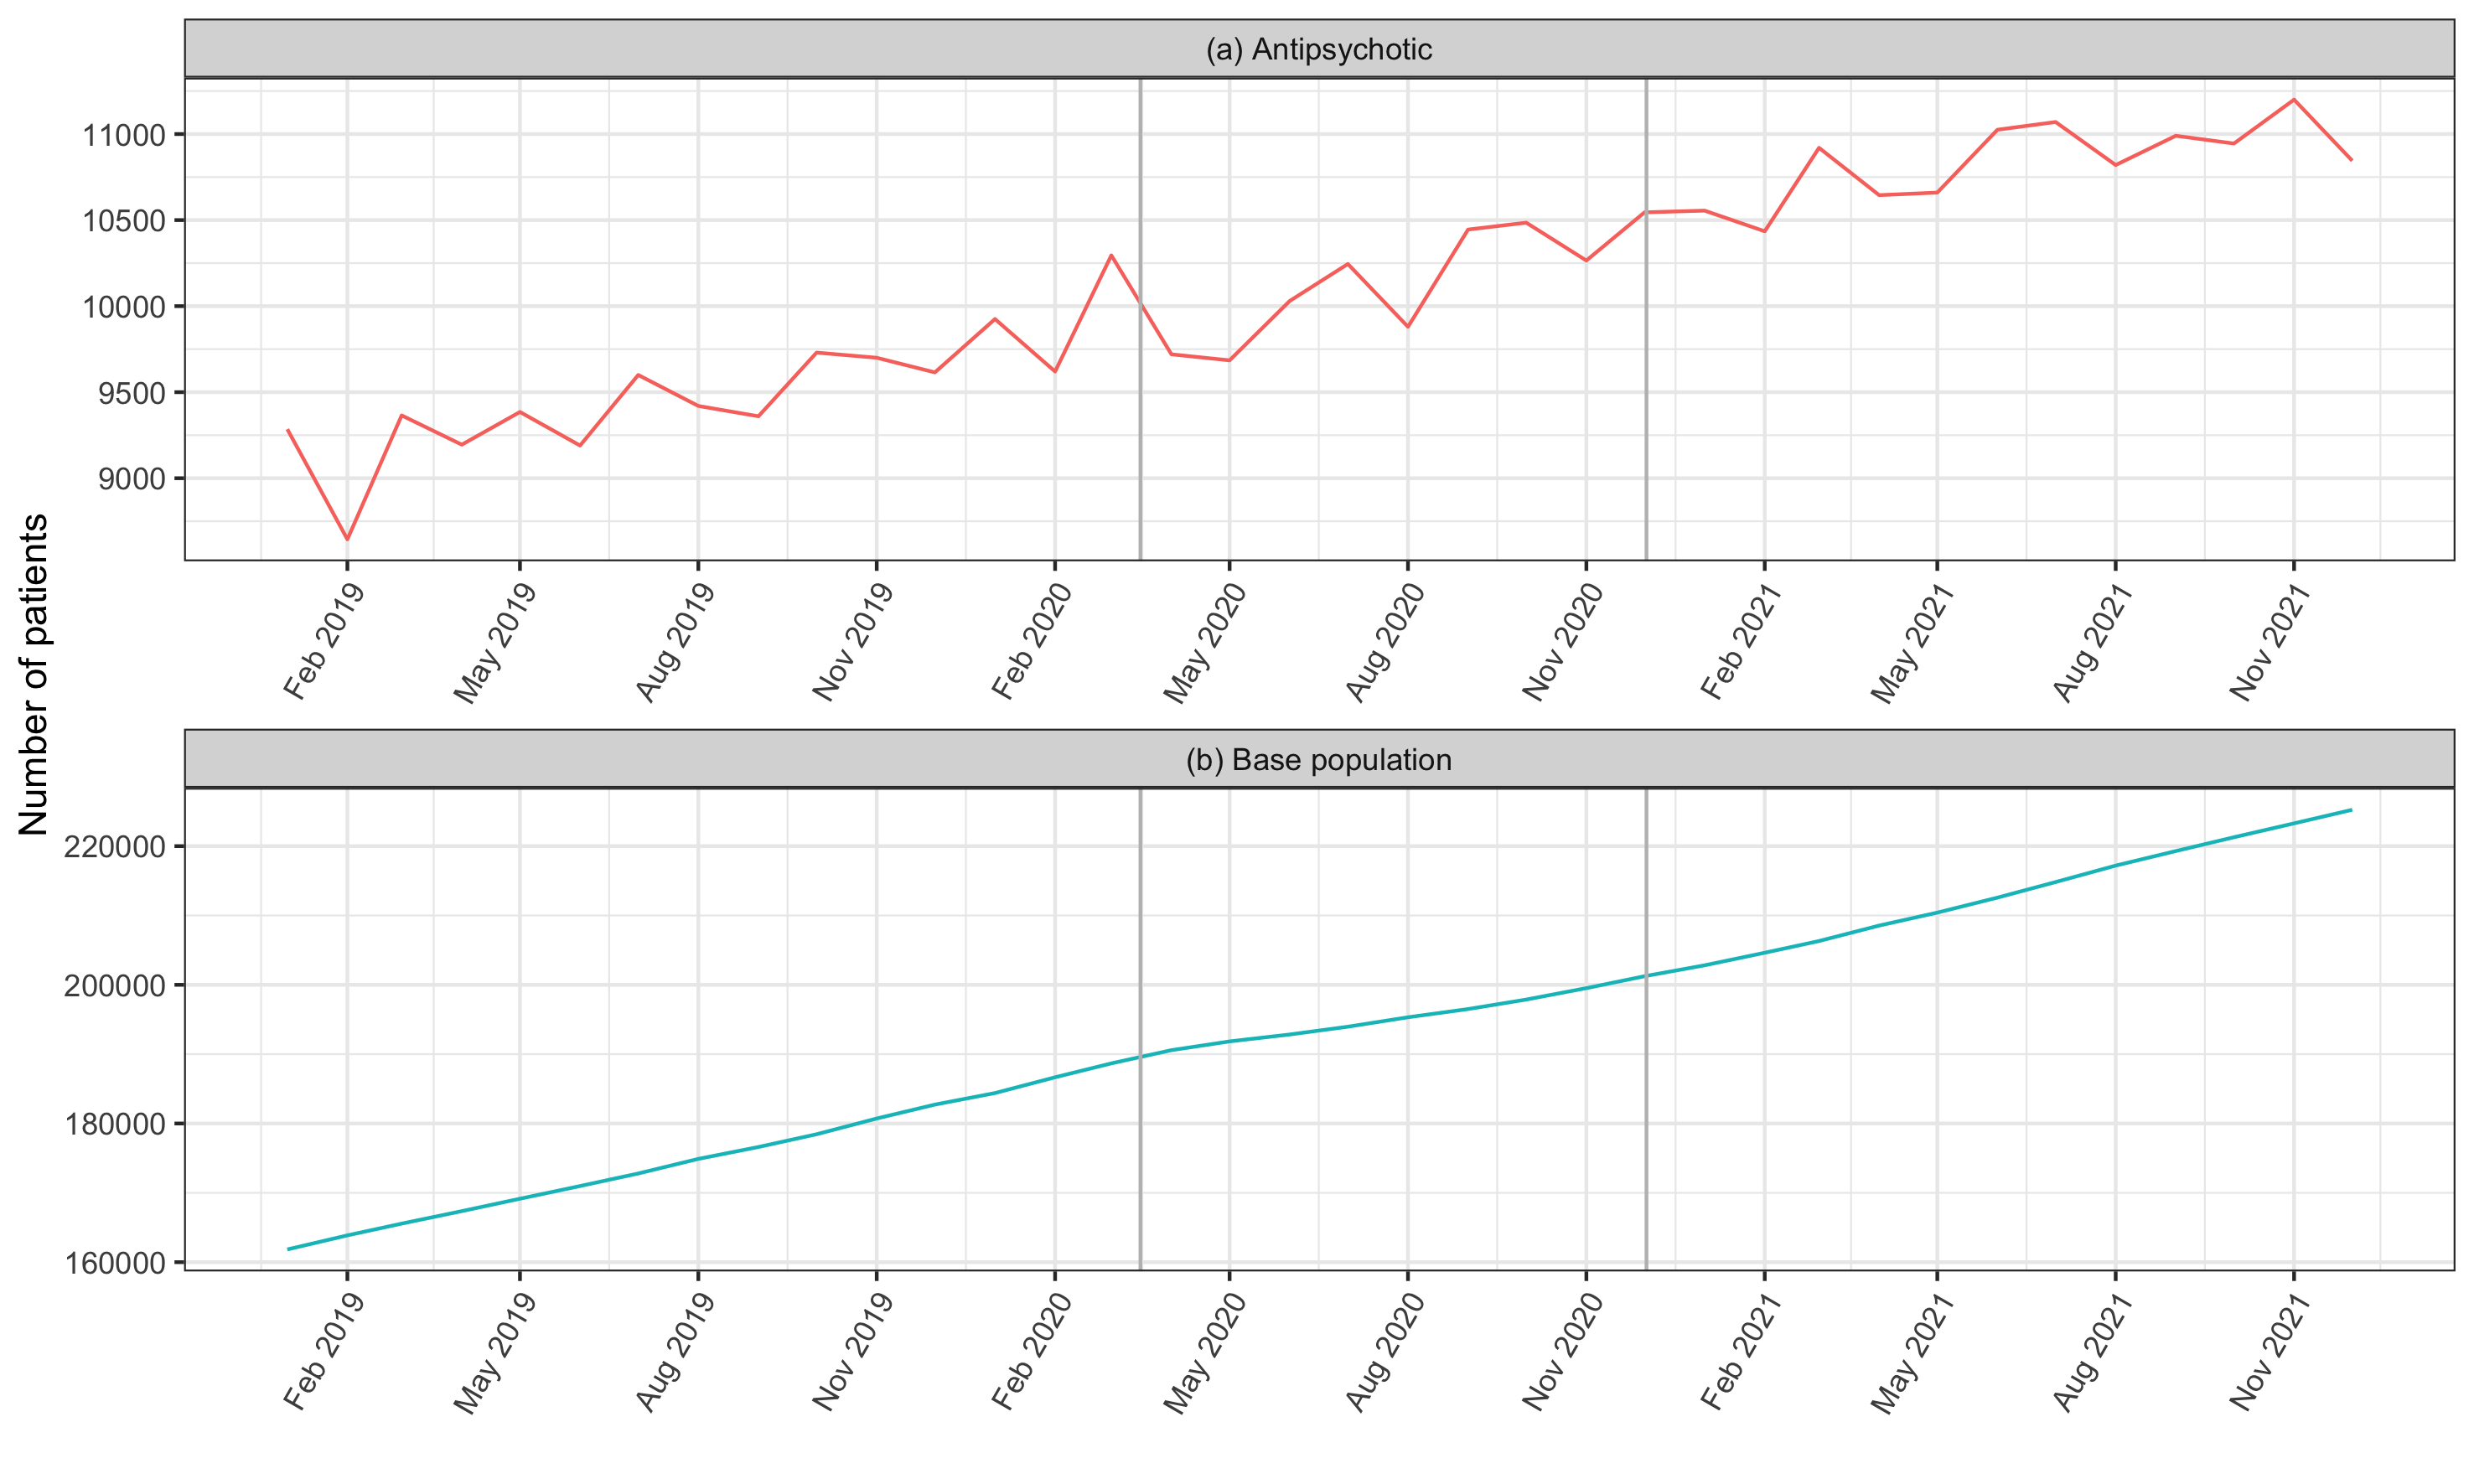 (a) Antipsychotic
11000
10500
10000
9500
9000
Feb 2019
May 2019
Aug 2019
Nov 2019
Feb 2020
May 2020
Aug 2020
Nov 2020
Feb 2021
May 2021
Aug 2021
Nov 2021
Number of patients
(b) Base population
220000
200000
180000
160000
Feb 2019
May 2019
Aug 2019
Nov 2019
Feb 2020
May 2020
Aug 2020
Nov 2020
Feb 2021
May 2021
Aug 2021
Nov 2021